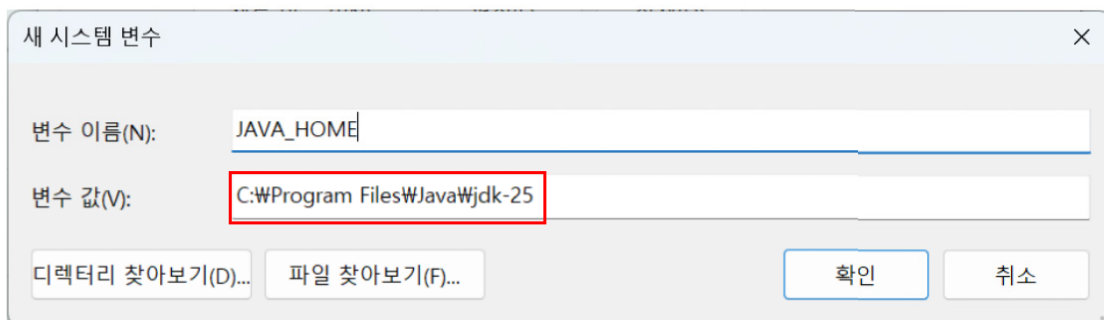 새 시스템 변수
변수 이름(N): JAVA_HOME
변수 값(V): C:₩Program Files₩Java₩jdk-25
디렉터리 찾아보기(D)... 파일 찾아보기(F)... 확인 취소